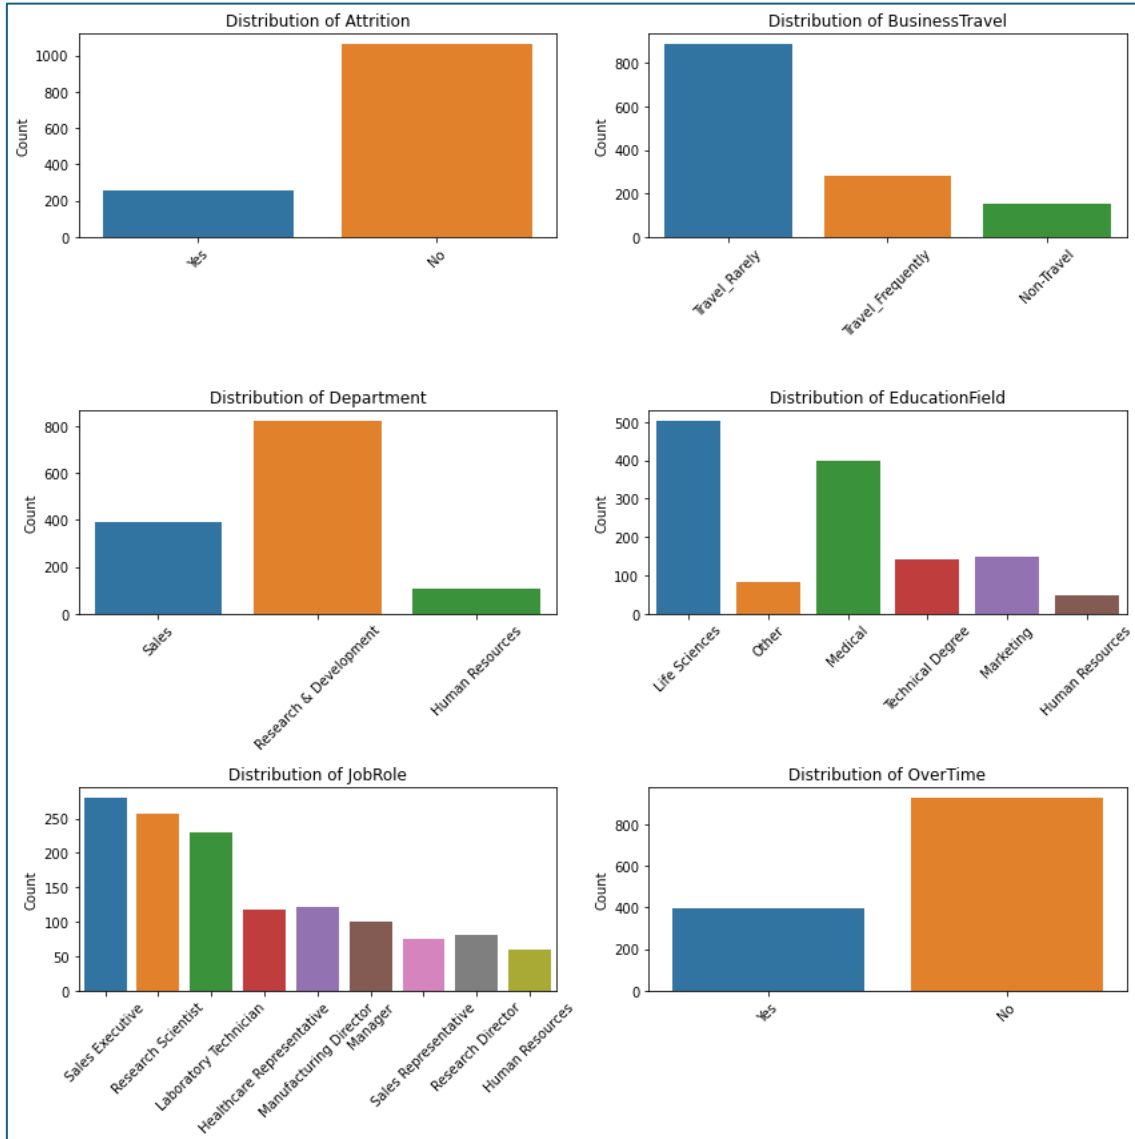 Distribution of Attrition
Count
1000
800
600
400
200
0
Yes
No
Distribution of BusinessTravel
Count
800
600
400
200
0
Travel_Rarely
Travel_Frequently
Non-Travel
Distribution of Department
Count
800
600
400
200
0
Sales
Research & Development
Human Resources
Distribution of EducationField
Count
500
400
300
200
100
0
Life Sciences
Other
Medical
Technical Degree
Marketing
Human Resources
Distribution of JobRole
Count
250
200
150
100
50
0
Sales Executive
Research Scientist
Laboratory Technician
Healthcare Representative
Manufacturing Director
Manager
Sales Representative
Research Director
Human Resources
Distribution of OverTime
Count
800
600
400
200
0
Yes
No